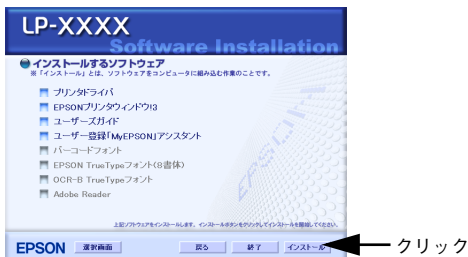 LP-XXXX
Software Installation
インストールするソフトウェア
※「インストール」とは、ソフトウェアをコンピュータに組み込む作業のことです。
プリンタドライバ
EPSONプリンタウィンドウ!3
ユーザーズガイド
ユーザー登録「MyEPSON」アシスタント
バーコードフォント
EPSON TrueTypeフォント(8書体)
OCR-B TrueTypeフォント
Adobe Reader
上記ソフトウェアをインストールします。インストールボタンをクリックしてインストールを開始してください。
EPSON 選択画面 戻る 終了 インストール クリック